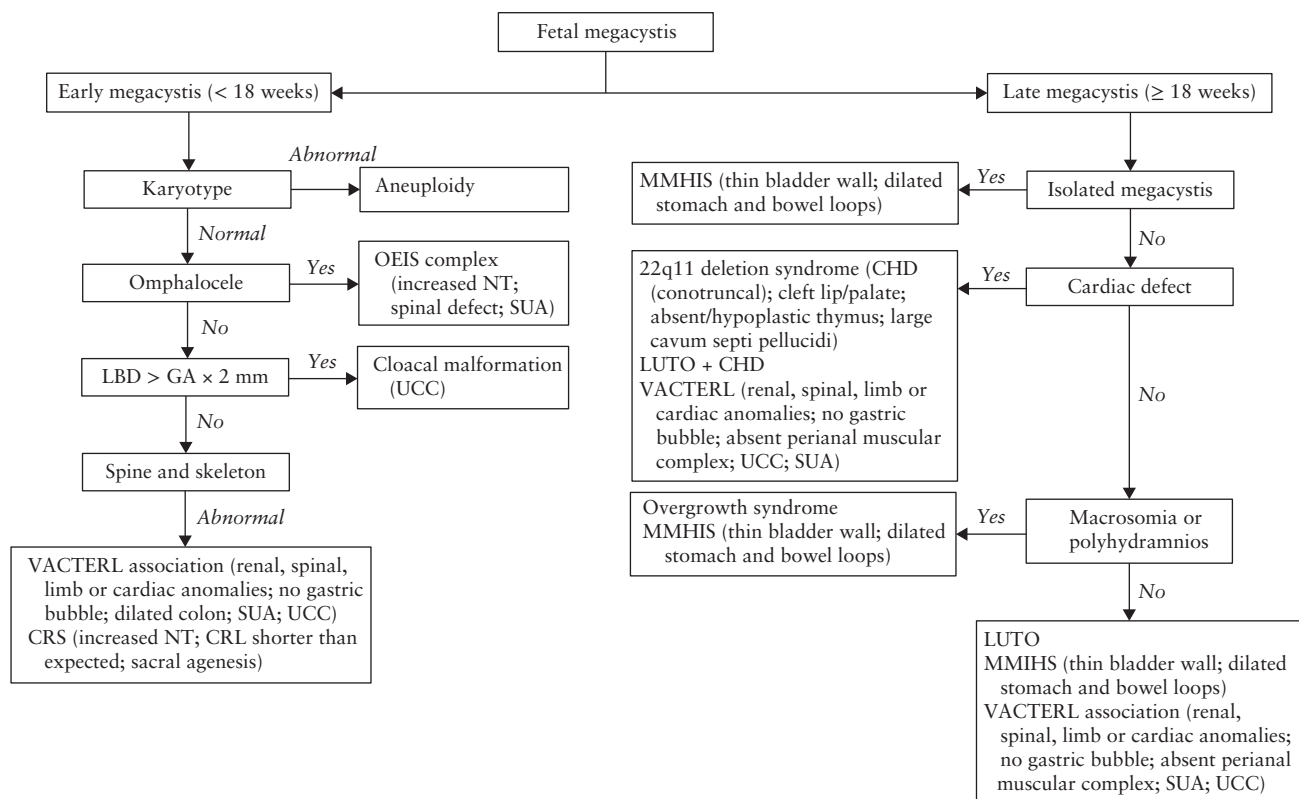 Fetal megacystis
Early megacystis (< 18 weeks)
Late megacystis (≥ 18 weeks)
Abnormal
Karyotype
Aneuploidy
Normal
Omphalocele
Yes
OEIS complex
(increased NT;
spinal defect; SUA)
No
LBD > GA × 2 mm
Yes
Cloacal malformation
(UCC)
No
Spine and skeleton
Abnormal
VACTERL association (renal, spinal,
limb or cardiac anomalies; no gastric
bubble; dilated colon; SUA; UCC)
CRS (increased NT; CRL shorter than
expected; sacral agenesis)
Isolated megacystis
Yes
MMHIS (thin bladder wall; dilated
stomach and bowel loops)
No
Cardiac defect
Yes
22q11 deletion syndrome (CHD
(conotruncal); cleft lip/palate;
absent/hypoplastic thymus; large
cavum septi pellucidi)
LUTO + CHD
VACTERL (renal, spinal, limb or
cardiac anomalies; no gastric
bubble; absent perianal muscular
complex; UCC; SUA)
No
Macrosomia or
polyhydramnios
Yes
Overgrowth syndrome
MMHIS (thin bladder wall; dilated
stomach and bowel loops)
No
LUTO
MMIHS (thin bladder wall; dilated
stomach and bowel loops)
VACTERL association (renal,
spinal, limb or cardiac anomalies;
no gastric bubble; absent perianal
muscular complex; SUA; UCC)